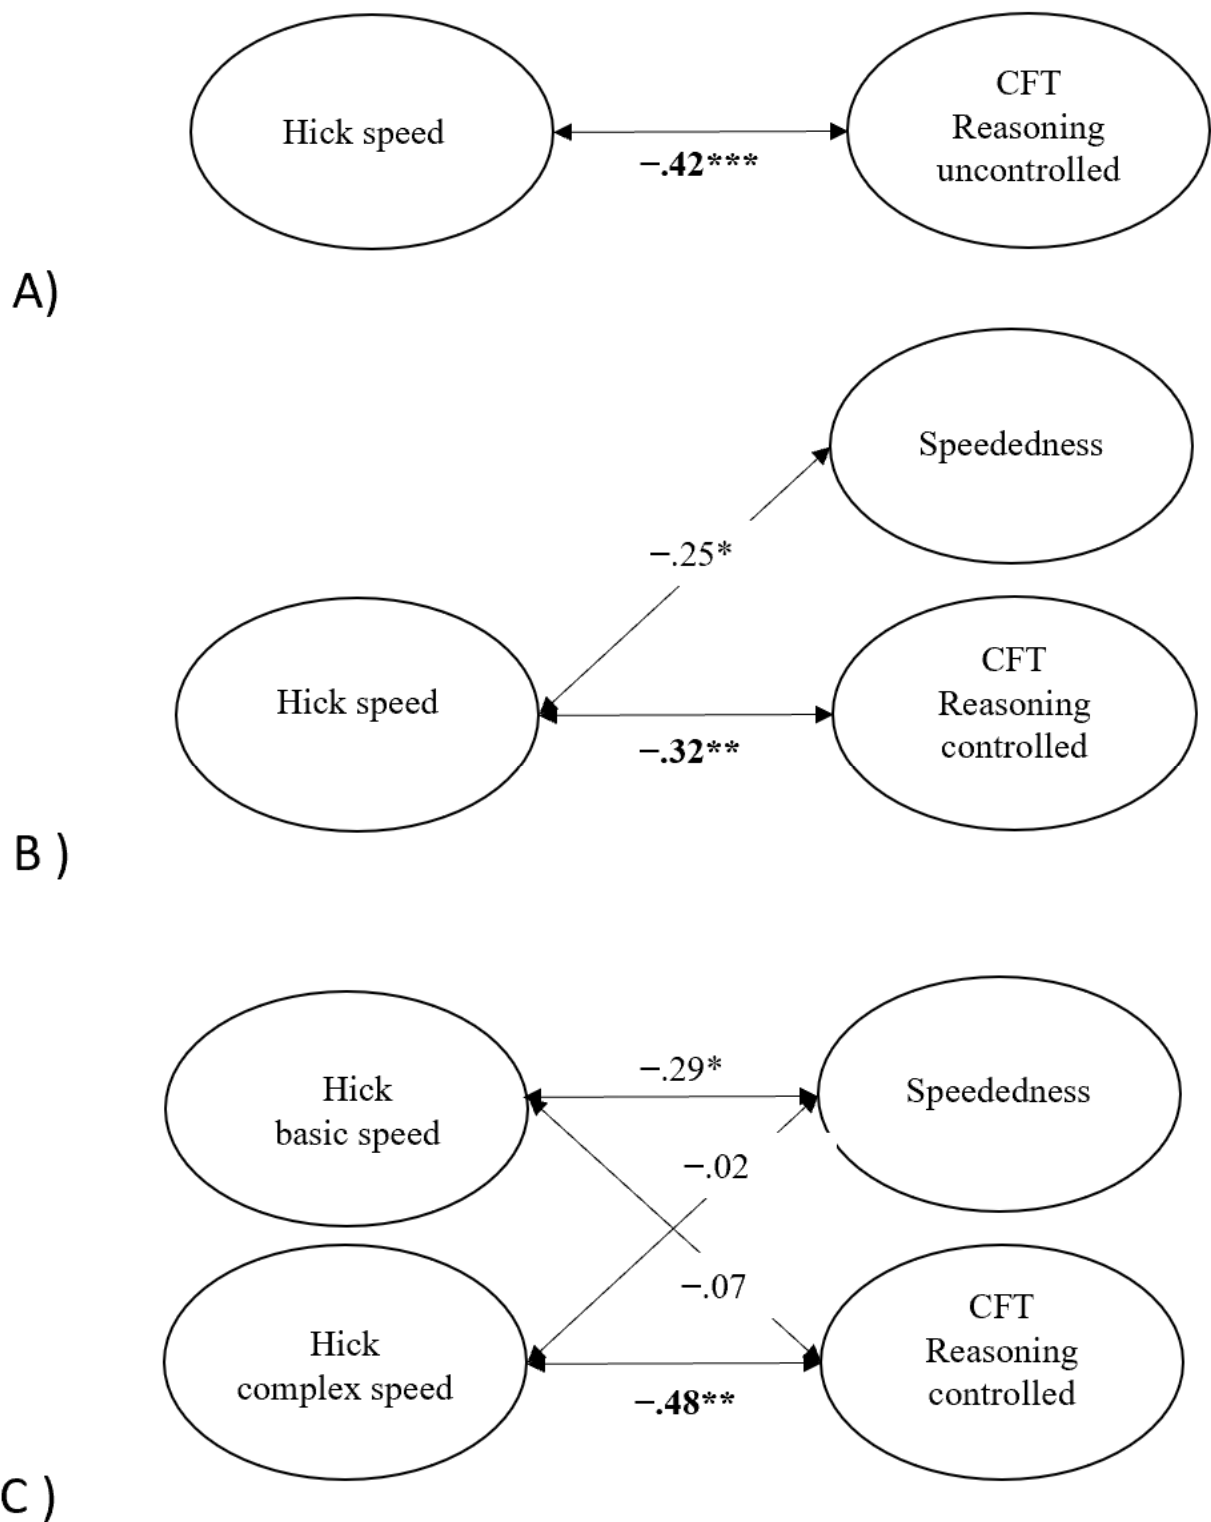 Hick speed
CFT
Reasoning
uncontrolled
−.42***
A)
Speededness
−.25*
Hick speed
CFT
Reasoning
controlled
−.32**
B )
Hick
basic speed
−.29*
Speededness
−.02
−.07
Hick
complex speed
CFT
Reasoning
controlled
−.48**
C )